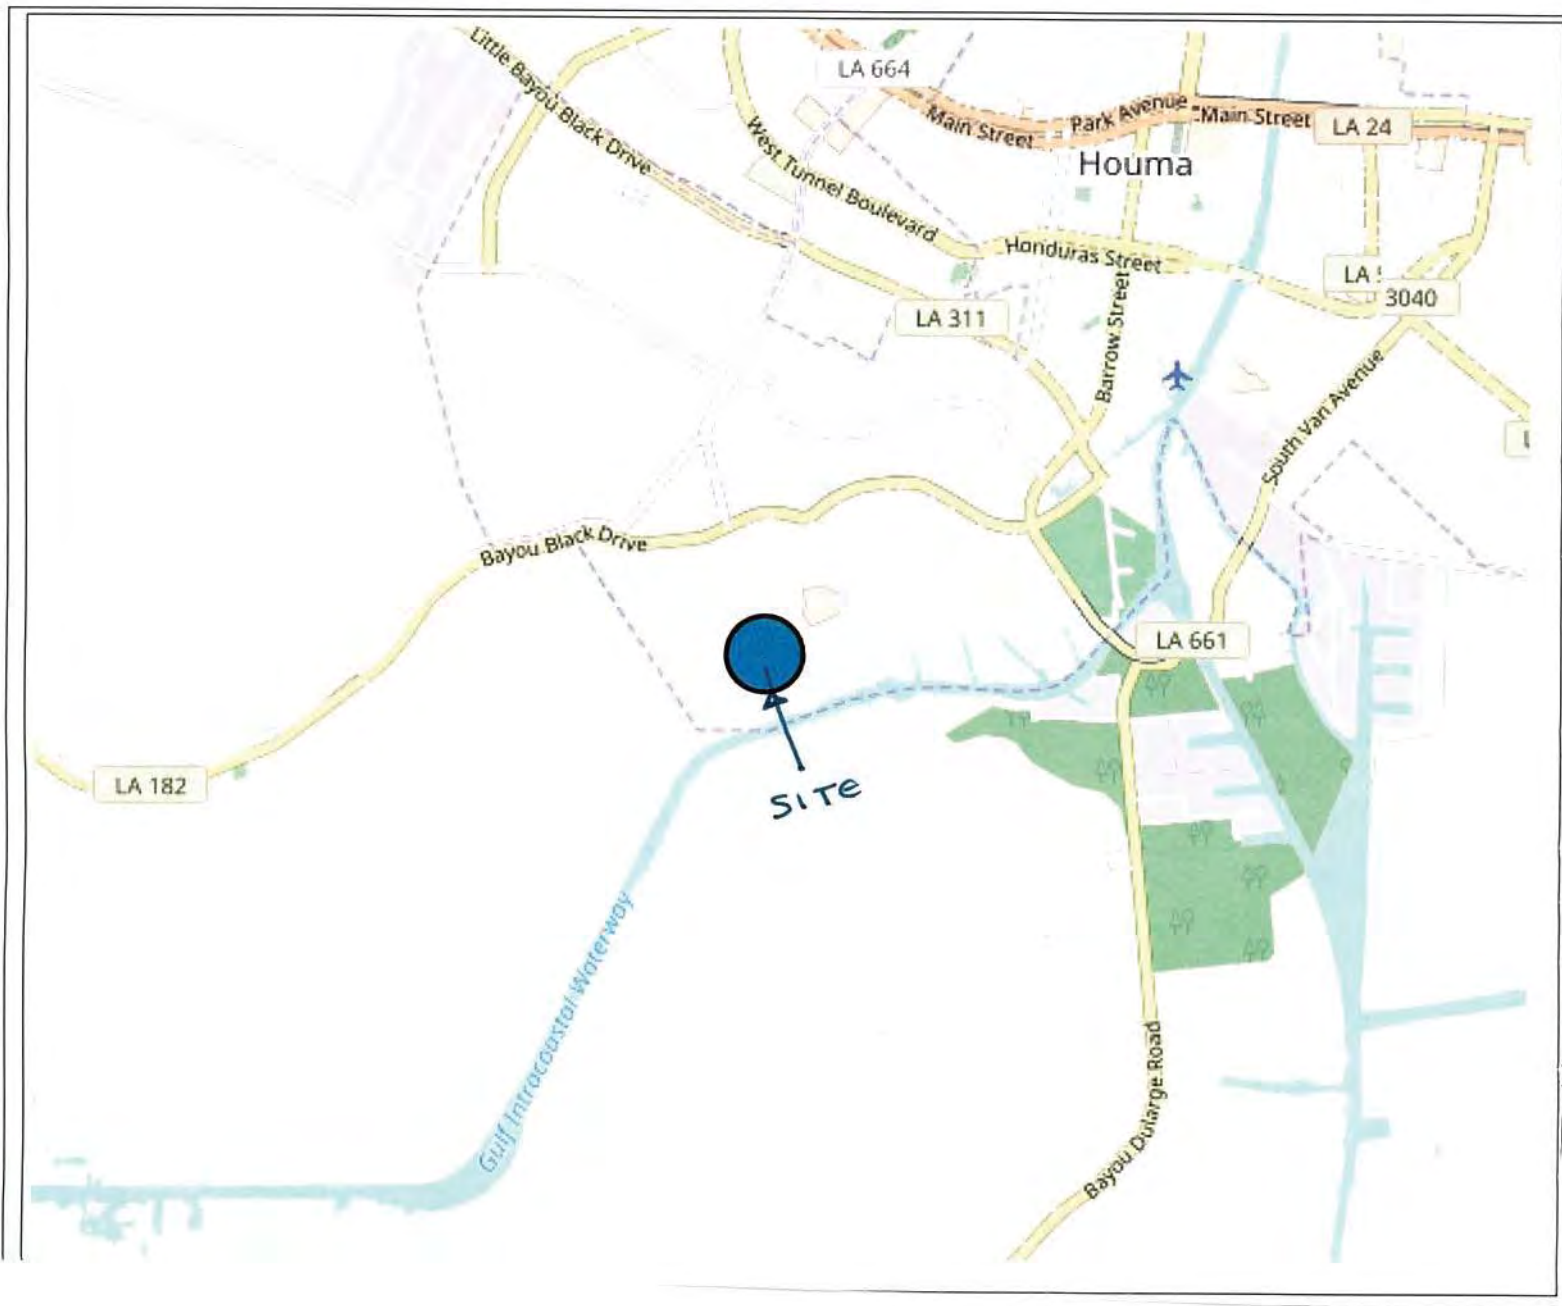 Little Bayou Black Drive
LA 664
Main Street
Park Avenue
Main Street
LA 24
Houma
West Tunnel Boulevard
Honduras Street
LA
3040
LA 311
Barrow Street
South Van Avenue
Bayou Black Drive
LA 661
LA 182
SITE
Gulf Intracoastal Waterway
Bayou Dularge Road